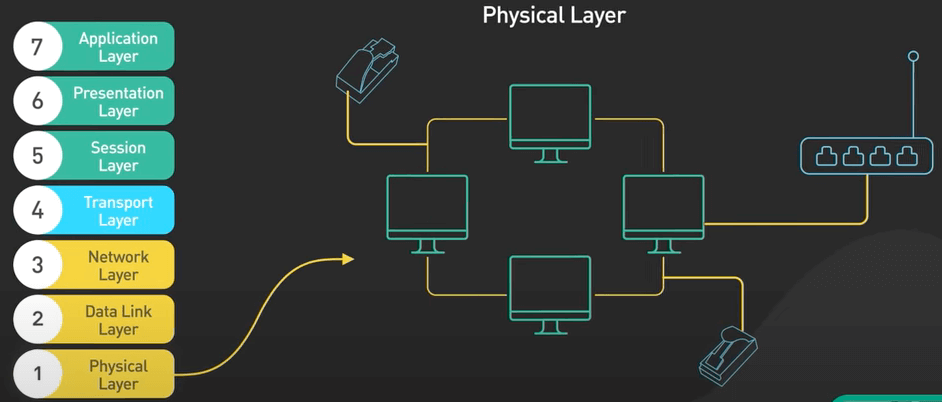 Physical Layer
7
Application
Layer
6
Presentation
Layer
5
Session
Layer
4
Transport
Layer
3
Network
Layer
2
Data Link
Layer
1
Physical
Layer